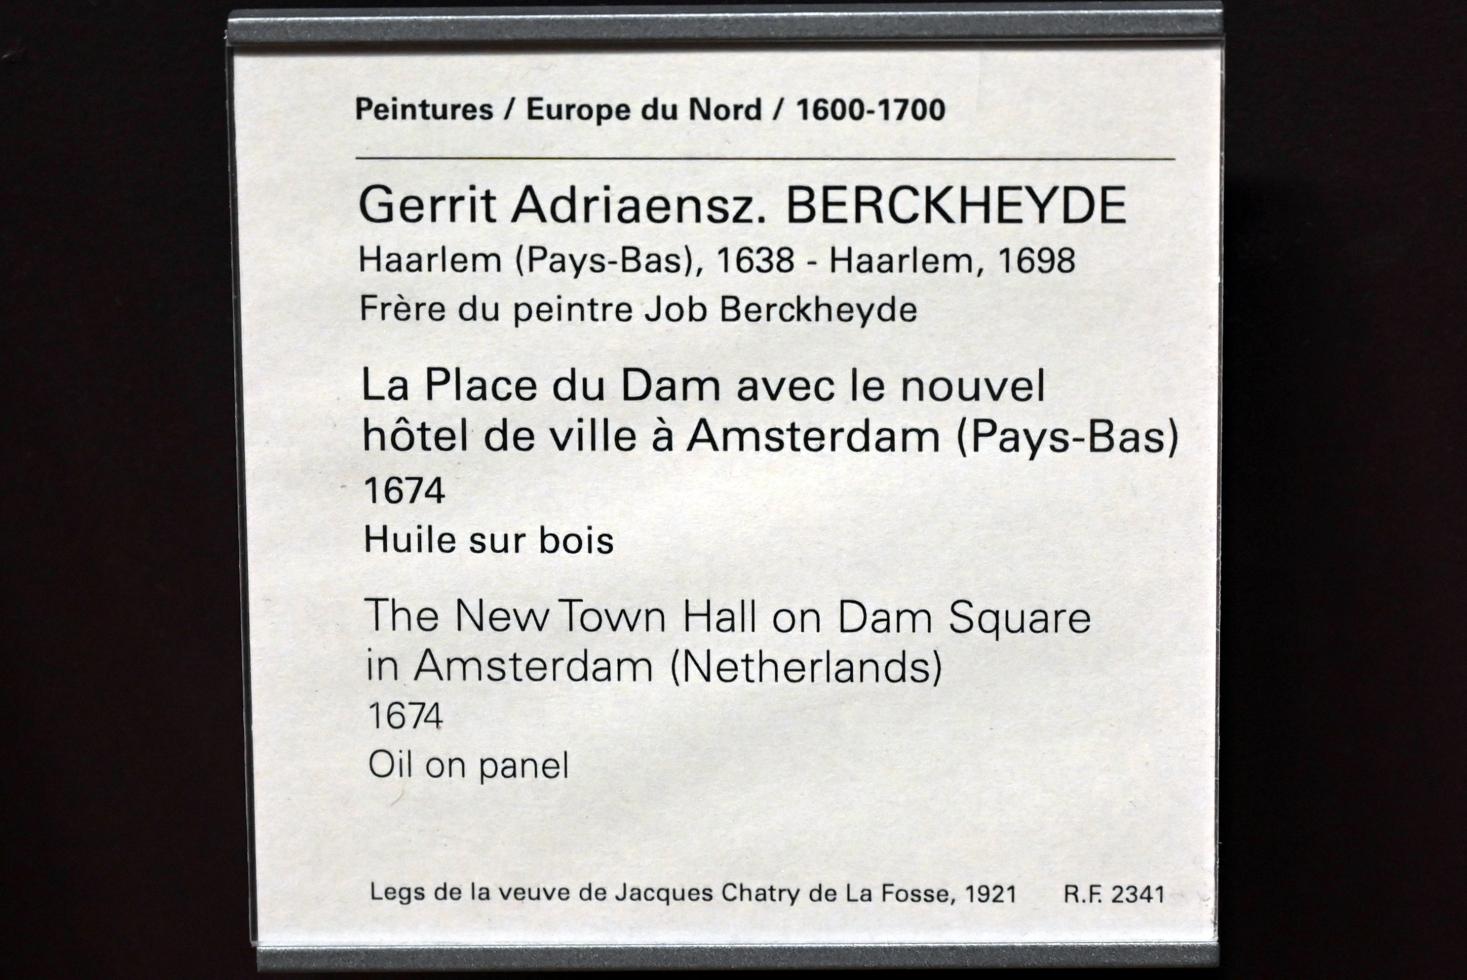 Peintures / Europe du Nord / 1600-1700
Gerrit Adriaensz. BERCKHEYDE
Haarlem (Pays-Bas), 1638 - Haarlem, 1698
Frère du peintre Job Berckheyde
La Place du Dam avec le nouvel
hôtel de ville à Amsterdam (Pays-Bas)
1674
Huile sur bois
The New Town Hall on Dam Square
in Amsterdam (Netherlands)
1674
Oil on panel
Legs de la veuve de Jacques Chatry de La Fosse, 1921 R.F. 2341